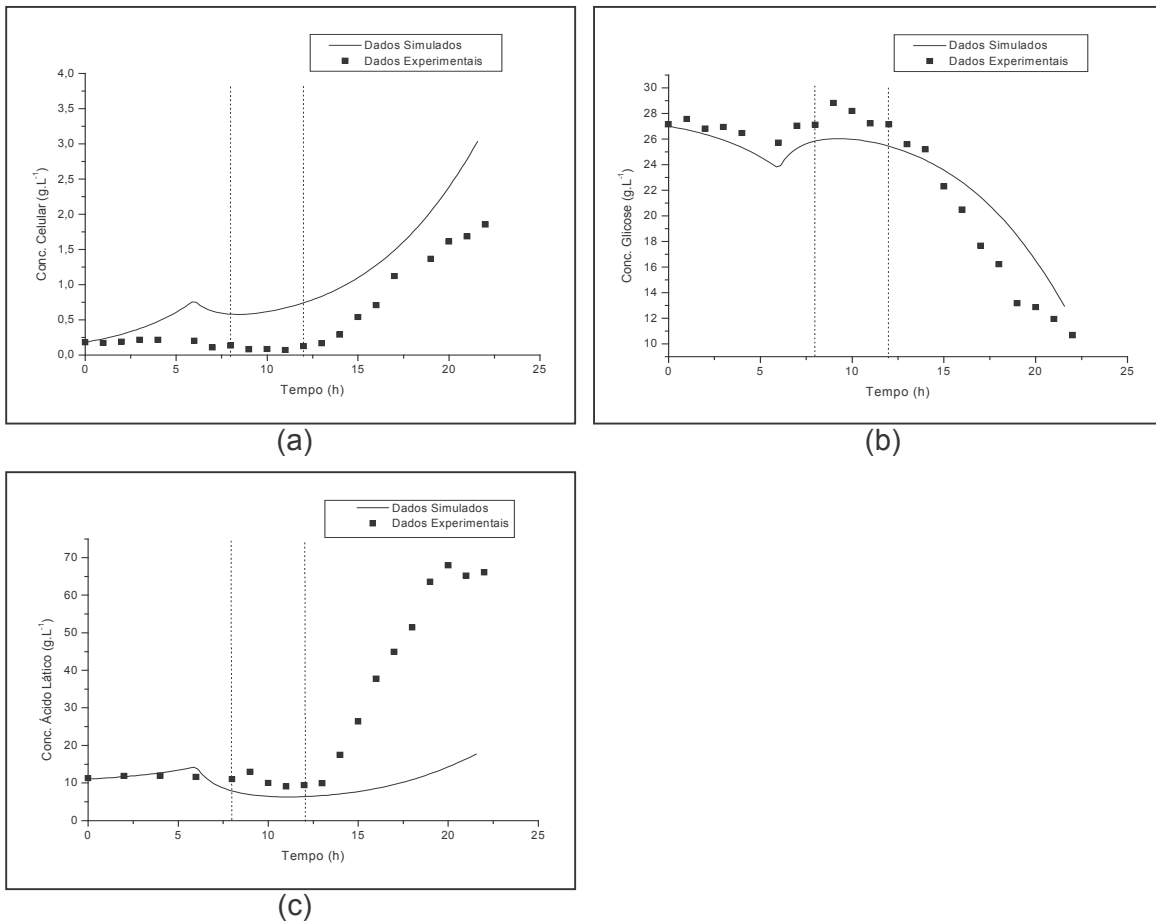 Dados Simulados
Dados Experimentais
4,0
3,5
3,0
2,5
2,0
1,5
1,0
0,5
0,0
Conc. Celular (g.L⁻¹)
0 5 10 15 20 25
Tempo (h)
(a)
Dados Simulados
Dados Experimentais
30
28
26
24
22
20
18
16
14
12
10
Conc. Glicose (g.L⁻¹)
0 5 10 15 20 25
Tempo (h)
(b)
Dados Simulados
Dados Experimentais
70
60
50
40
30
20
10
0
Conc. Ácido Lático (g.L⁻¹)
0 5 10 15 20 25
Tempo (h)
(c)